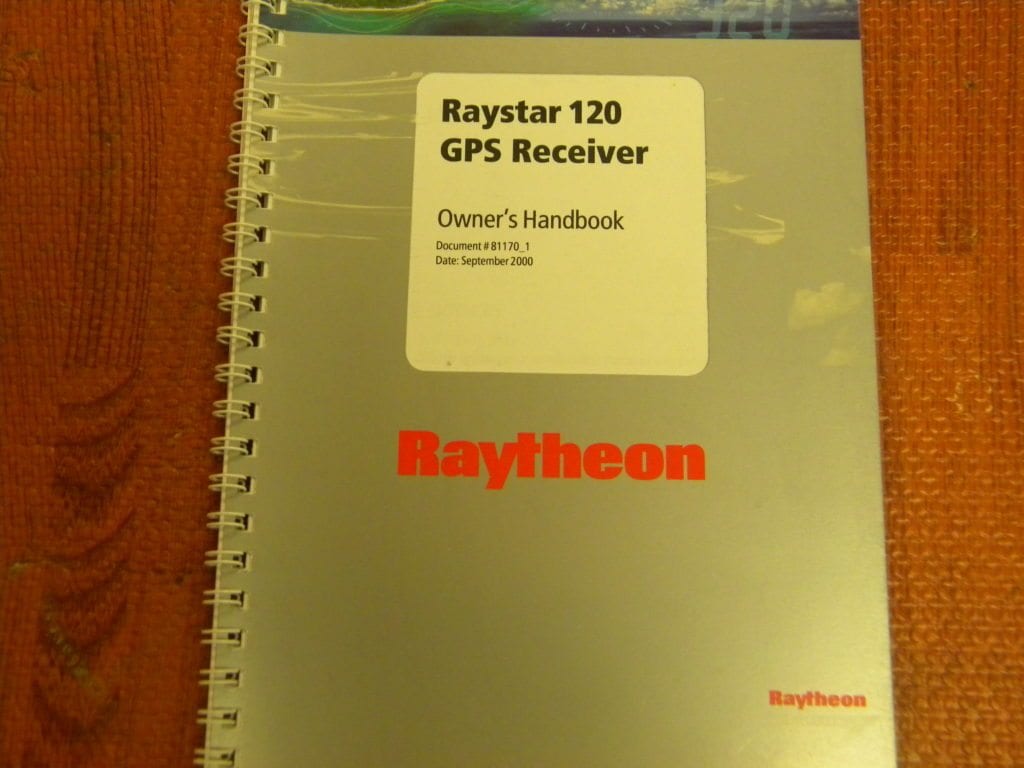 Raystar 120
GPS Receiver
Owner's Handbook
Document # 81170_1
Date: September 2000
Raytheon
Raytheon